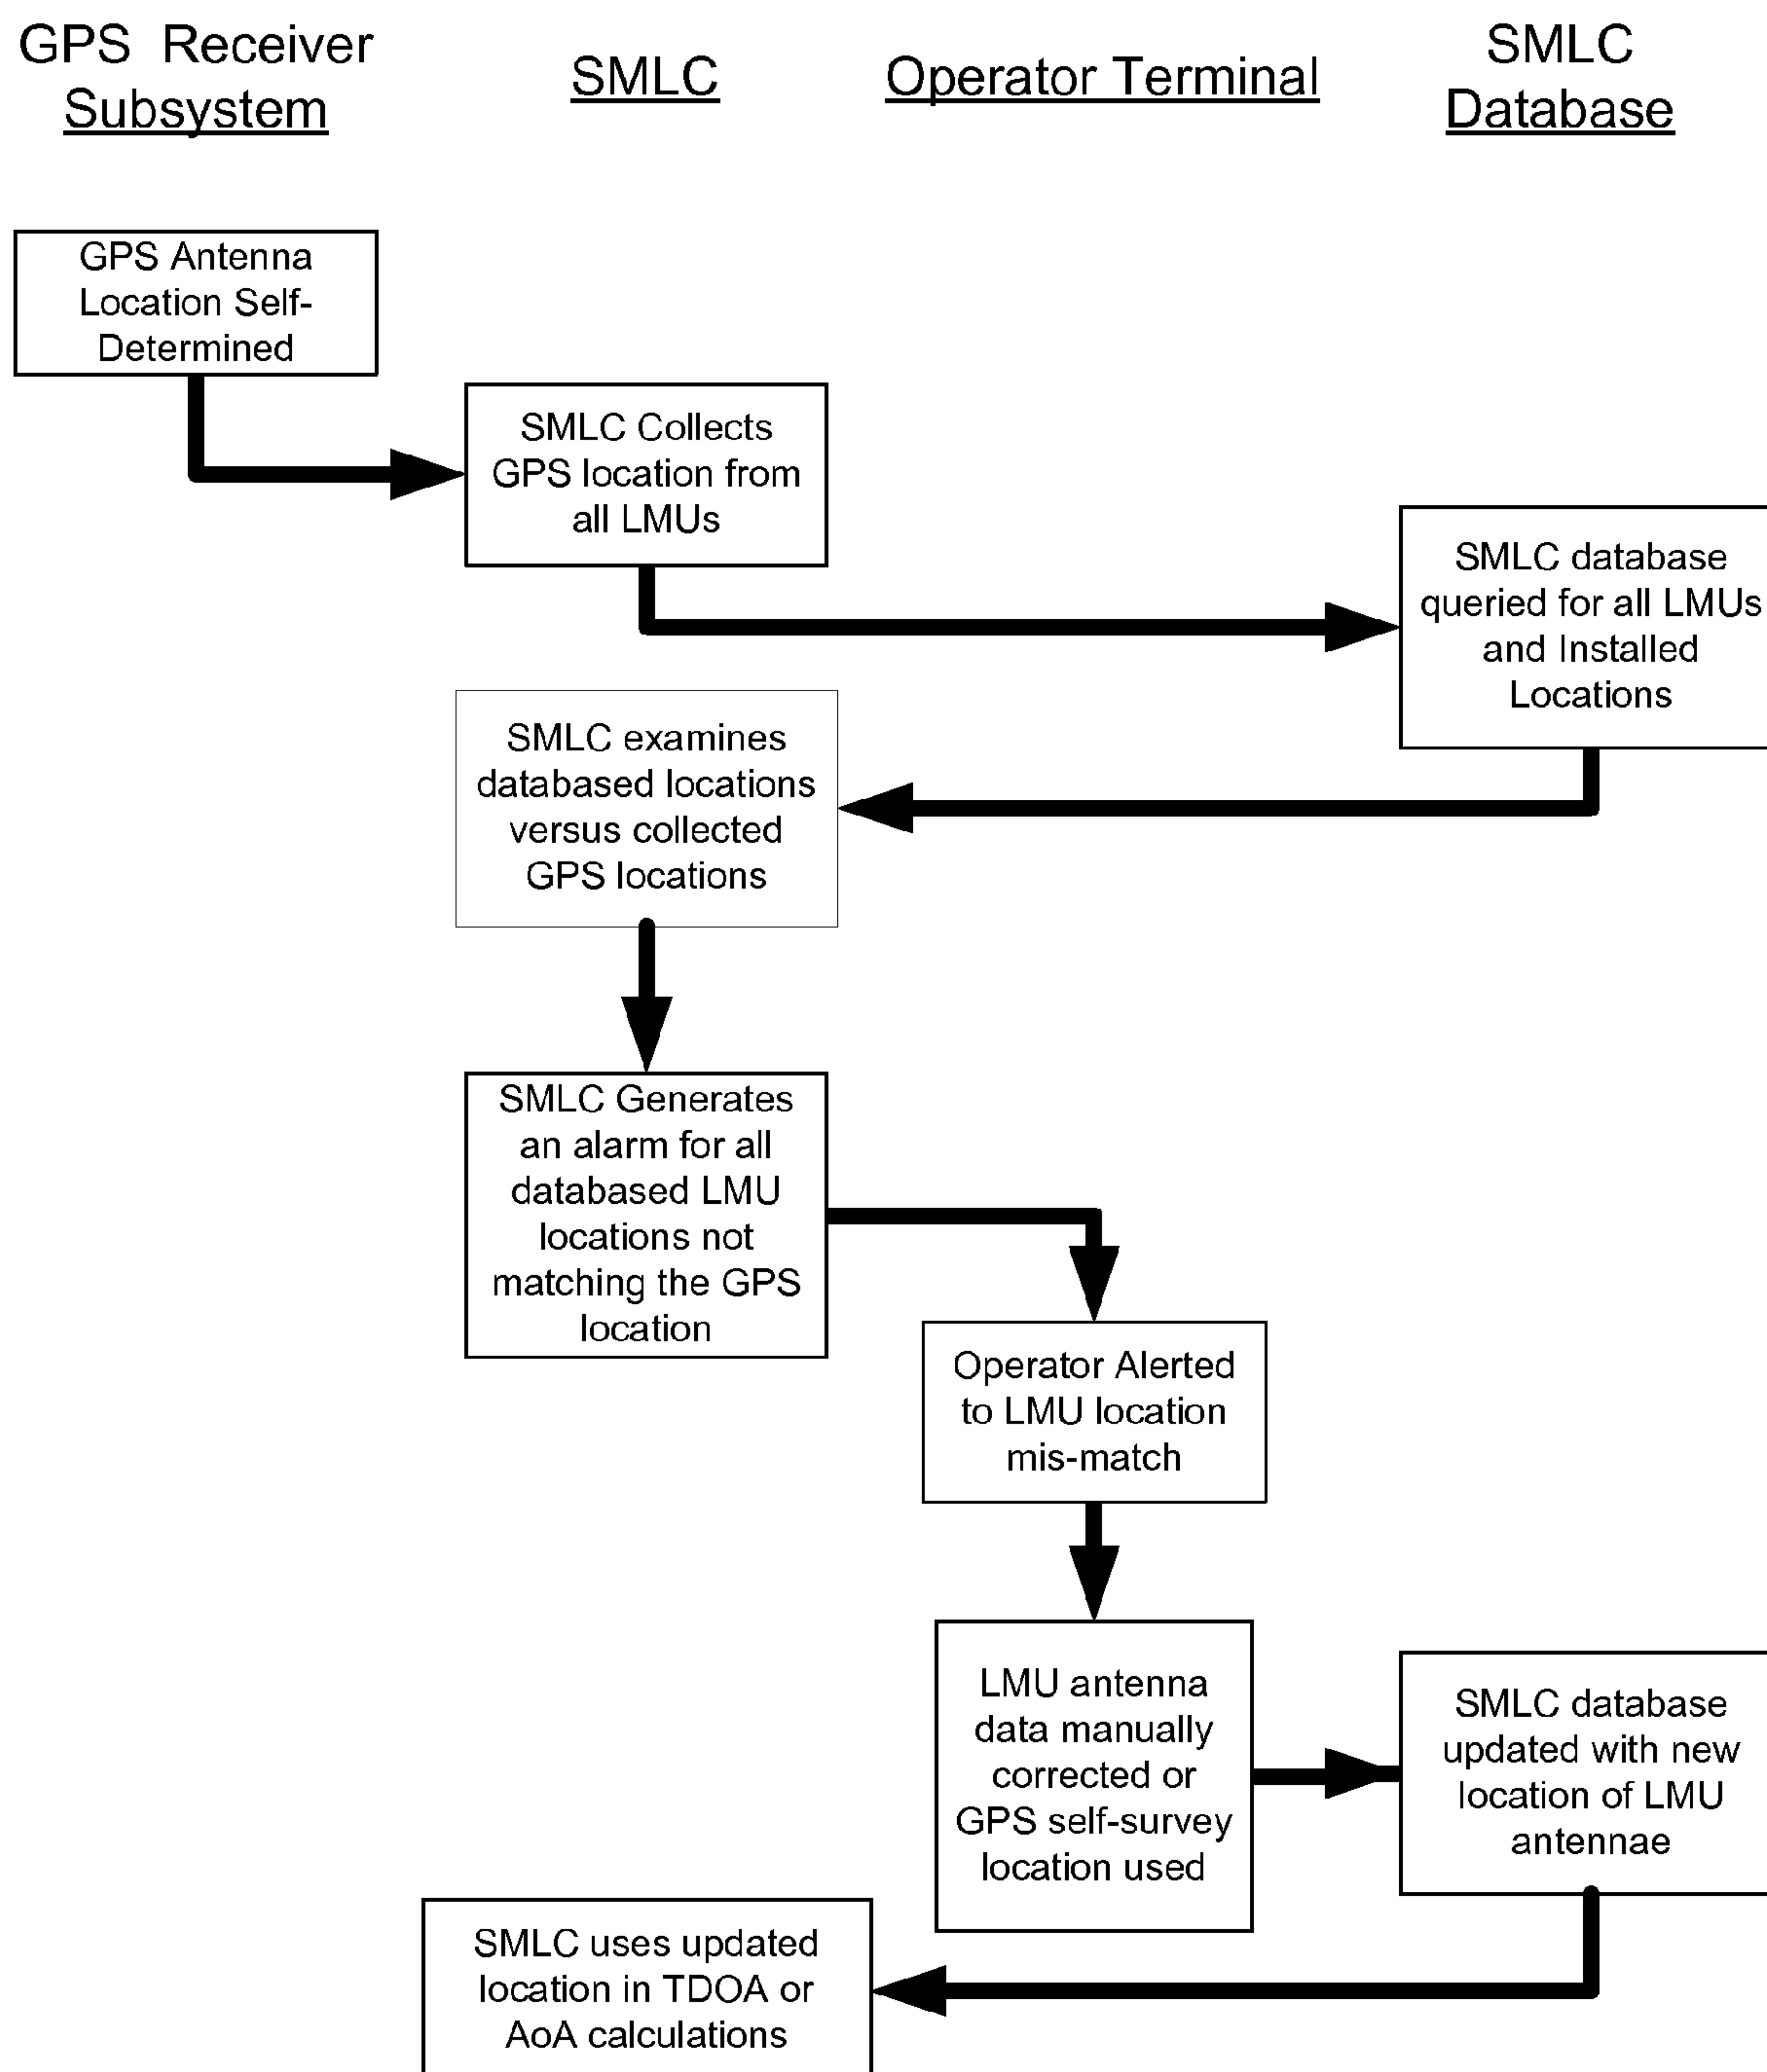 GPS Receiver
Subsystem
SMLC
Operator Terminal
SMLC
Database
GPS Antenna
Location Self-
Determined
SMLC Collects
GPS location from
all LMUs
SMLC database
queried for all LMUs
and Installed
Locations
SMLC examines
databased locations
versus collected
GPS locations
SMLC Generates
an alarm for all
databased LMU
locations not
matching the GPS
location
Operator Alerted
to LMU location
mis-match
LMU antenna
data manually
corrected or
GPS self-survey
location used
SMLC database
updated with new
location of LMU
antennae
SMLC uses updated
location in TDOA or
AoA calculations